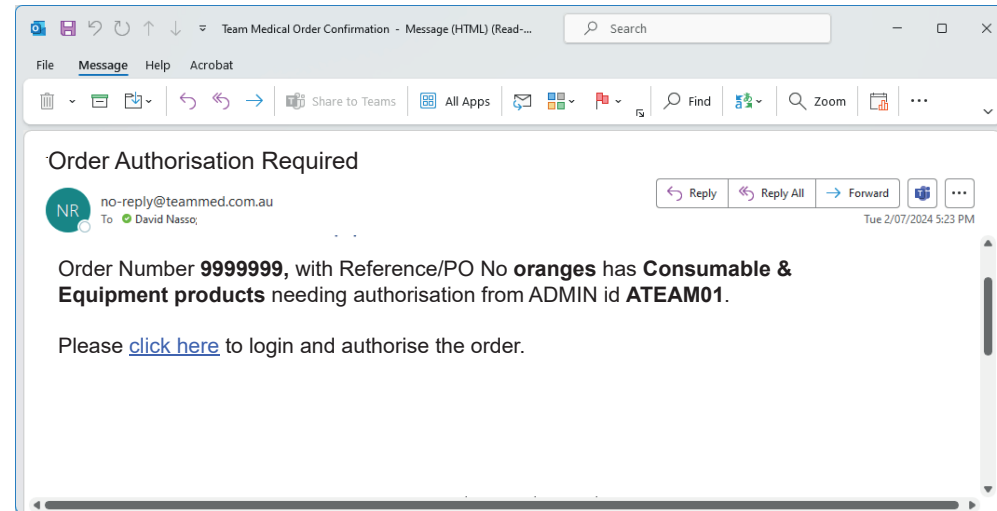 Team Medical Order Confirmation - Message (HTML) (Read-...
Search
File Message Help Acrobat
Share to Teams All Apps Find Zoom
Order Authorisation Required
NR
no-reply@teammed.com.au
To David Nasso;
Reply Reply All Forward
Tue 2/07/2024 5:23 PM
Order Number 9999999, with Reference/PO No oranges has Consumable &
Equipment products needing authorisation from ADMIN id ATEAM01.
Please click here to login and authorise the order.